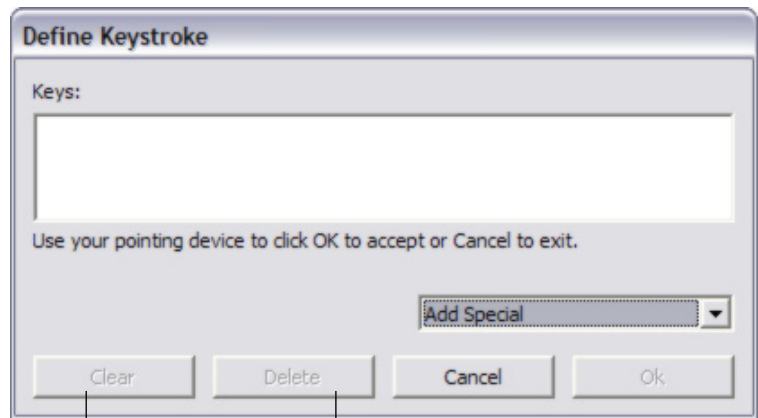 Define Keystroke
Keys:
Use your pointing device to click OK to accept or Cancel to exit.
Add Special
Clear Delete Cancel Ok